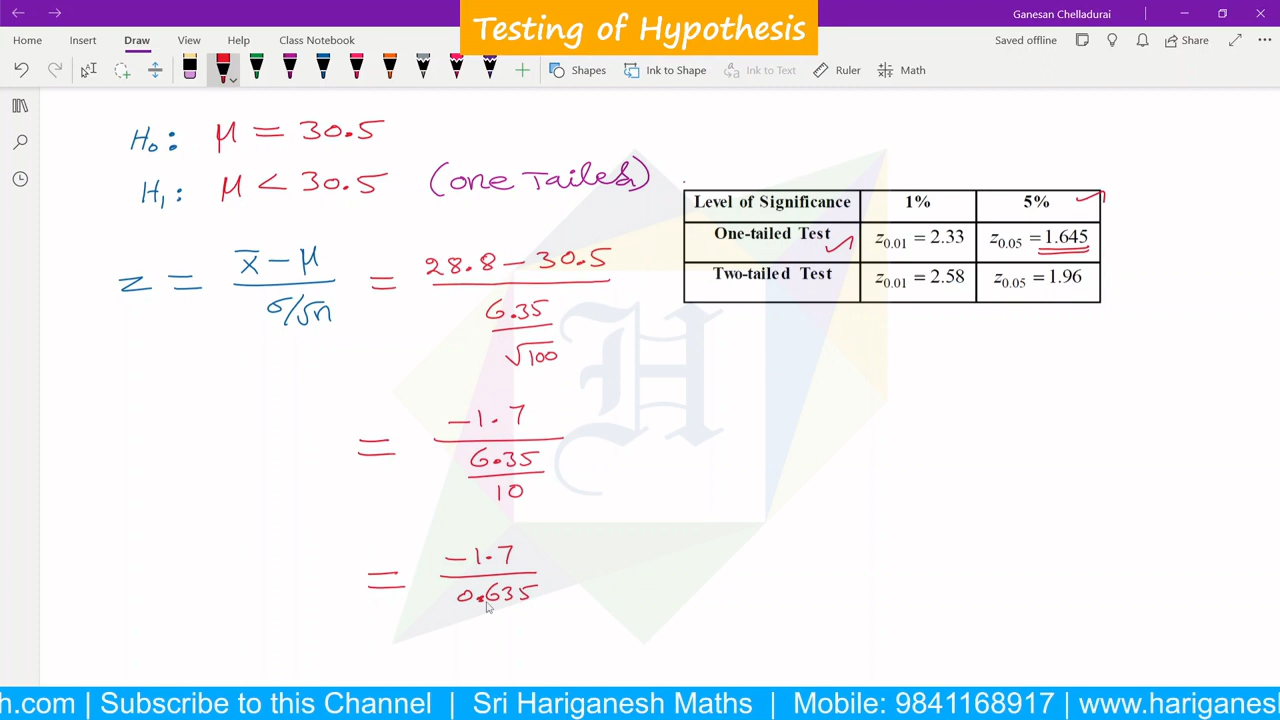 Testing of Hypothesis
Ganesan Chelladurai
Home Insert Draw View Help Class Notebook
Saved offline Share
Shapes Ink to Shape Ink to Text Ruler Math
H₀: μ = 30.5
H₁: μ < 30.5 (one Tailed)
z = x̄ − μ / σ/√n = 28.8 − 30.5 / 6.35/√100
= −1.7 / 6.35/10
= −1.7 / 0.635
Level of Significance 1% 5%
One-tailed Test z0.01 = 2.33 z0.05 = 1.645
Two-tailed Test z0.01 = 2.58 z0.05 = 1.96
H
h.com | Subscribe to this Channel | Sri Hariganesh Maths | Mobile: 9841168917 | www.hariganes